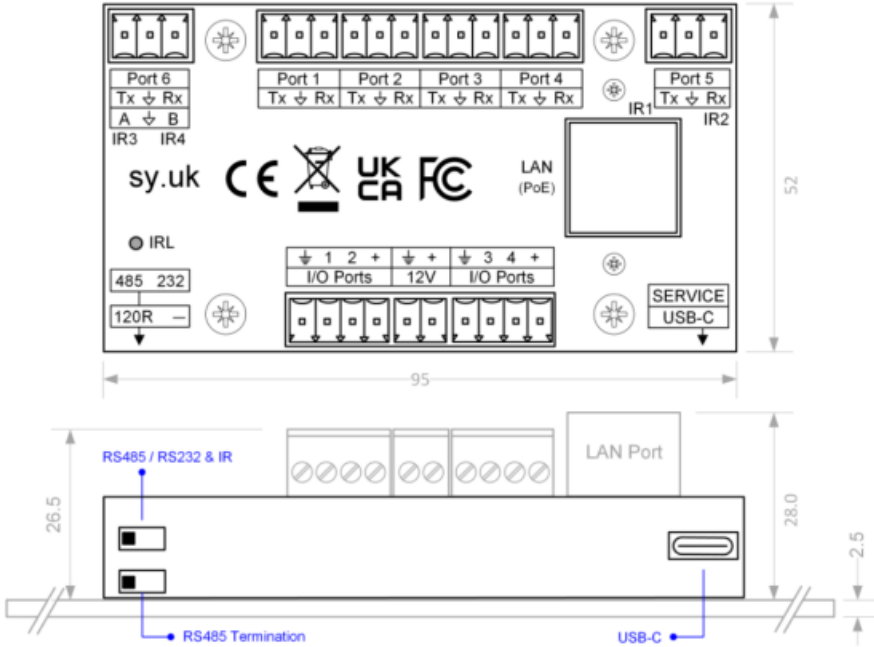 Port 6
Tx Rx
A B
IR3 IR4
Port 1 Port 2 Port 3 Port 4
Tx Rx Tx Rx Tx Rx Tx Rx
Port 5
Tx Rx
IR1
IR2
sy.uk
CE
UK
CA
FC
LAN
(PoE)
52
IRL
485 232
120R —
1 2 + + 3 4 +
I/O Ports 12V I/O Ports
SERVICE
USB-C
95
RS485 / RS232 & IR
LAN Port
26.5
28.0
2.5
RS485 Termination
USB-C